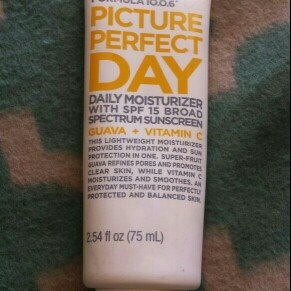 FORMULA 10.0.6
PICTURE
PERFECT
DAY
DAILY MOISTURIZER
WITH SPF 15 BROAD
SPECTRUM SUNSCREEN
GUAVA + VITAMIN C
THIS LIGHTWEIGHT MOISTURIZER
PROVIDES HYDRATION AND SUN
PROTECTION IN ONE. SUPER-FRUIT
GUAVA REFINES PORES AND PROMOTES
CLEAR SKIN, WHILE VITAMIN C
MOISTURIZES AND SMOOTHES. AN
EVERYDAY MUST-HAVE FOR PERFECTLY
PROTECTED AND BALANCED SKIN.
2.54 fl oz (75 mL)